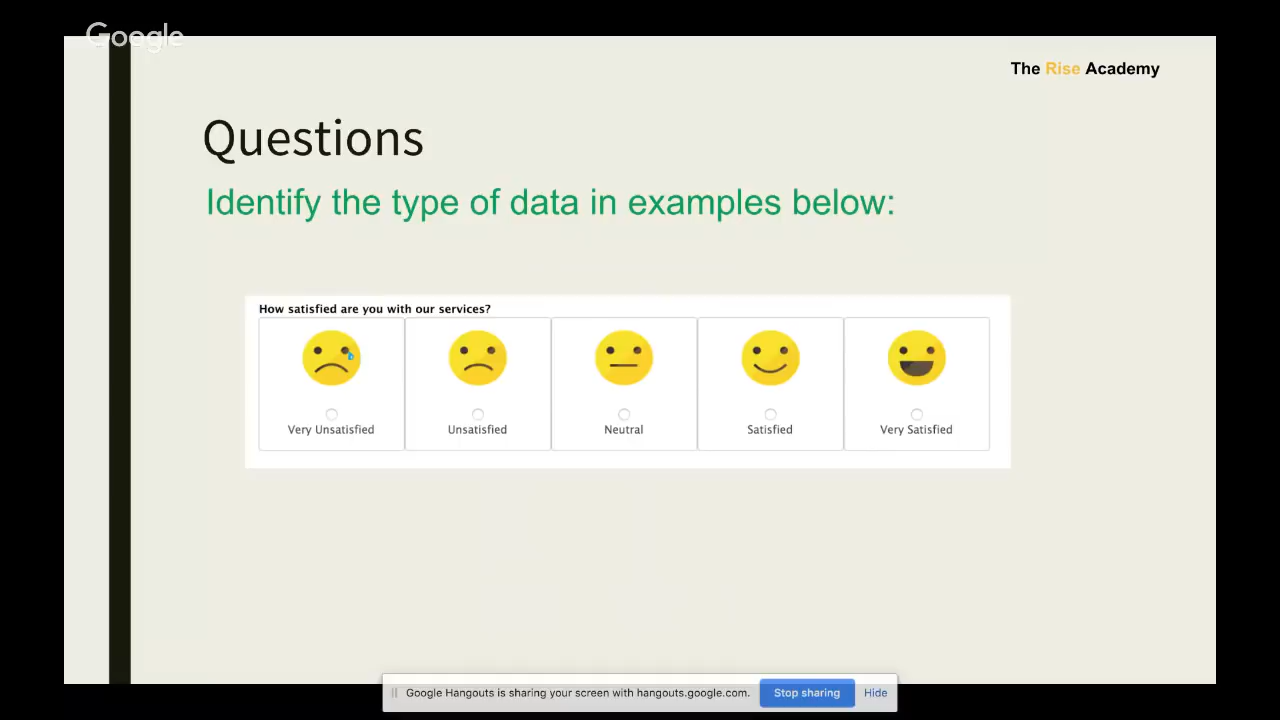 Google
The Rise Academy
Questions
Identify the type of data in examples below:
How satisfied are you with our services?
Very Unsatisfied
Unsatisfied
Neutral
Satisfied
Very Satisfied
Google Hangouts is sharing your screen with hangouts.google.com.
Stop sharing
Hide